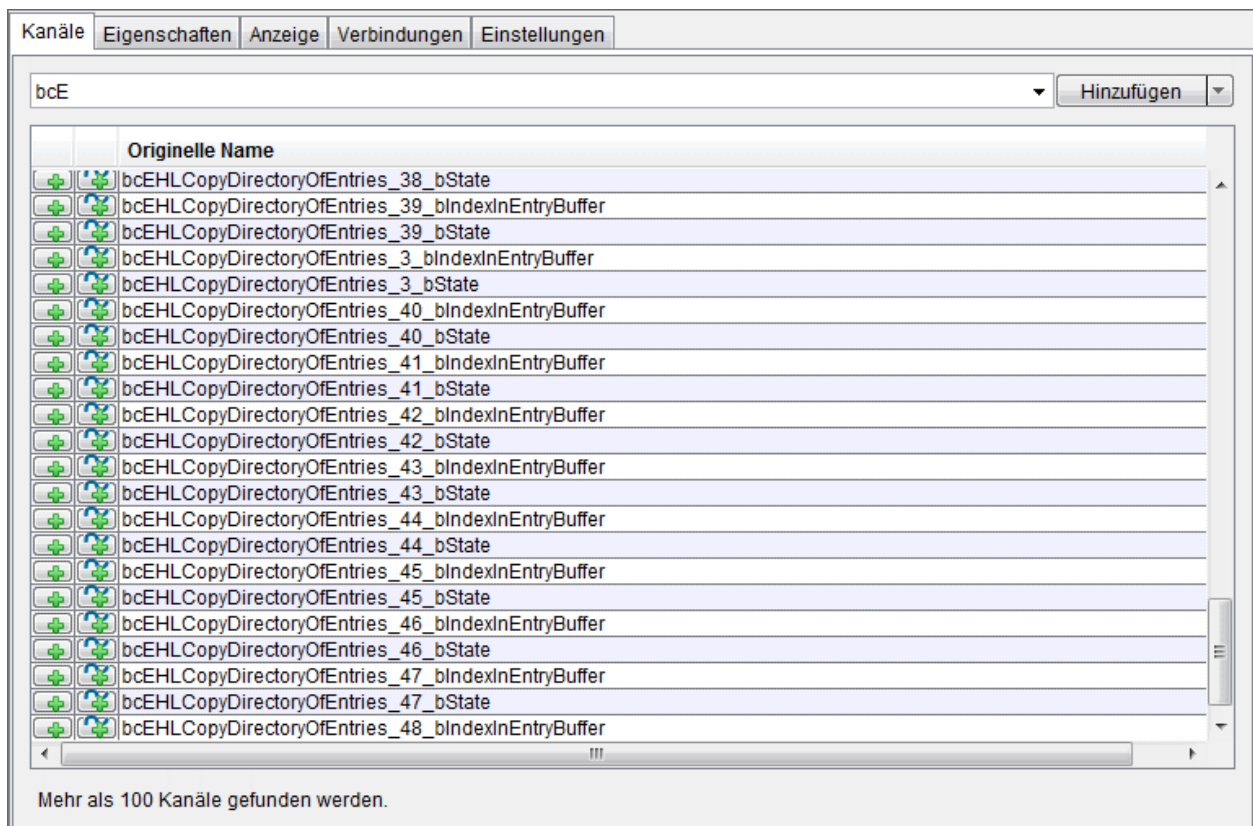 Kanäle Eigenschaften Anzeige Verbindungen Einstellungen
bcE Hinzufügen
Originelle Name
bcEHLCopyDirectoryOfEntries_38_bState
bcEHLCopyDirectoryOfEntries_39_bIndexInEntryBuffer
bcEHLCopyDirectoryOfEntries_39_bState
bcEHLCopyDirectoryOfEntries_3_bIndexInEntryBuffer
bcEHLCopyDirectoryOfEntries_3_bState
bcEHLCopyDirectoryOfEntries_40_bIndexInEntryBuffer
bcEHLCopyDirectoryOfEntries_40_bState
bcEHLCopyDirectoryOfEntries_41_bIndexInEntryBuffer
bcEHLCopyDirectoryOfEntries_41_bState
bcEHLCopyDirectoryOfEntries_42_bIndexInEntryBuffer
bcEHLCopyDirectoryOfEntries_42_bState
bcEHLCopyDirectoryOfEntries_43_bIndexInEntryBuffer
bcEHLCopyDirectoryOfEntries_43_bState
bcEHLCopyDirectoryOfEntries_44_bIndexInEntryBuffer
bcEHLCopyDirectoryOfEntries_44_bState
bcEHLCopyDirectoryOfEntries_45_bIndexInEntryBuffer
bcEHLCopyDirectoryOfEntries_45_bState
bcEHLCopyDirectoryOfEntries_46_bIndexInEntryBuffer
bcEHLCopyDirectoryOfEntries_46_bState
bcEHLCopyDirectoryOfEntries_47_bIndexInEntryBuffer
bcEHLCopyDirectoryOfEntries_47_bState
bcEHLCopyDirectoryOfEntries_48_bIndexInEntryBuffer
Mehr als 100 Kanäle gefunden werden.